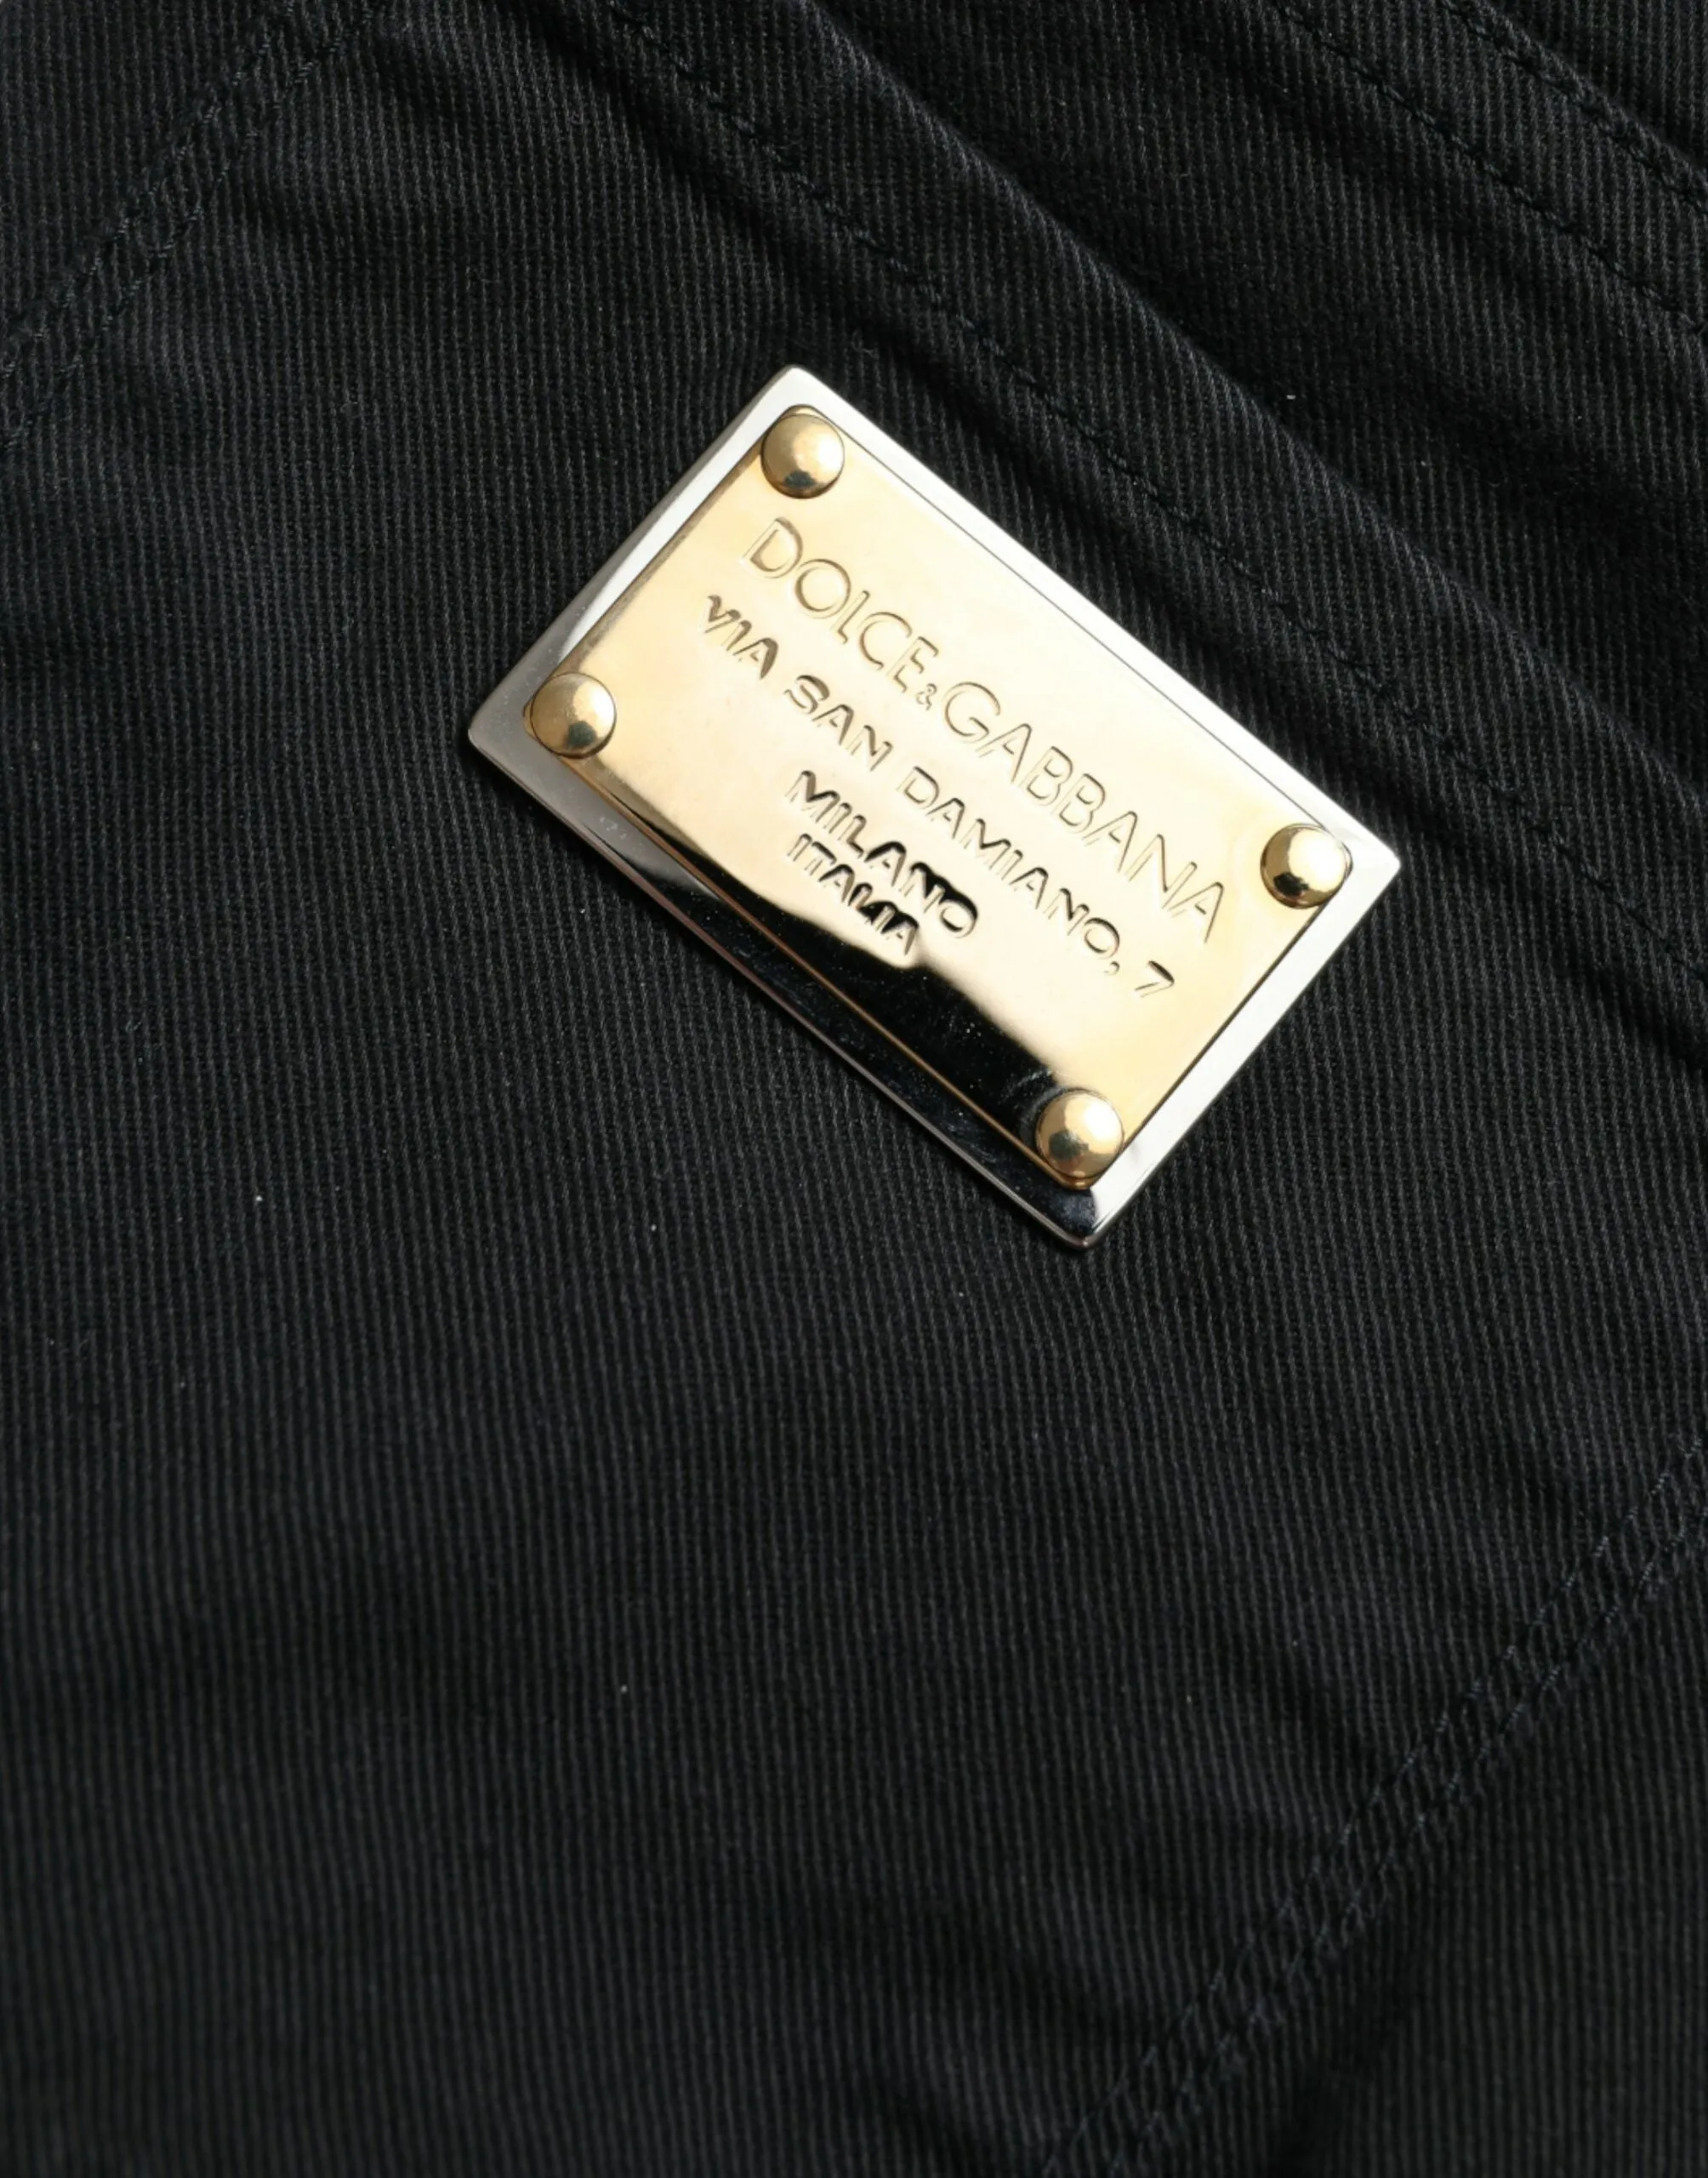 DOLCE&GABBANA
VIA SAN DAMIANO, 7
MILANO
ITALIA